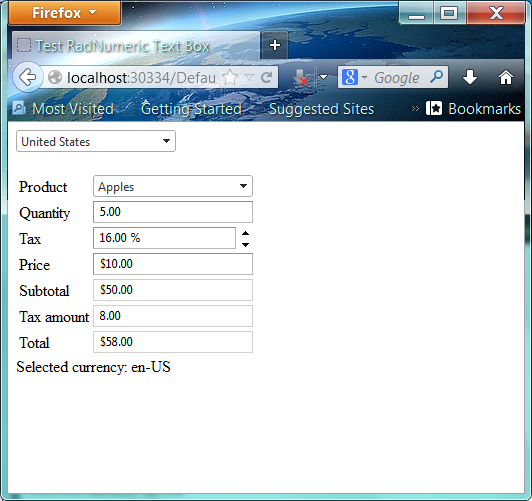 Firefox
Test RadNumeric Text Box
localhost:30334/Defau
Google
Most Visited Getting Started Suggested Sites » Bookmarks
United States
Product Apples
Quantity 5.00
Tax 16.00 %
Price $10.00
Subtotal $50.00
Tax amount 8.00
Total $58.00
Selected currency: en-US